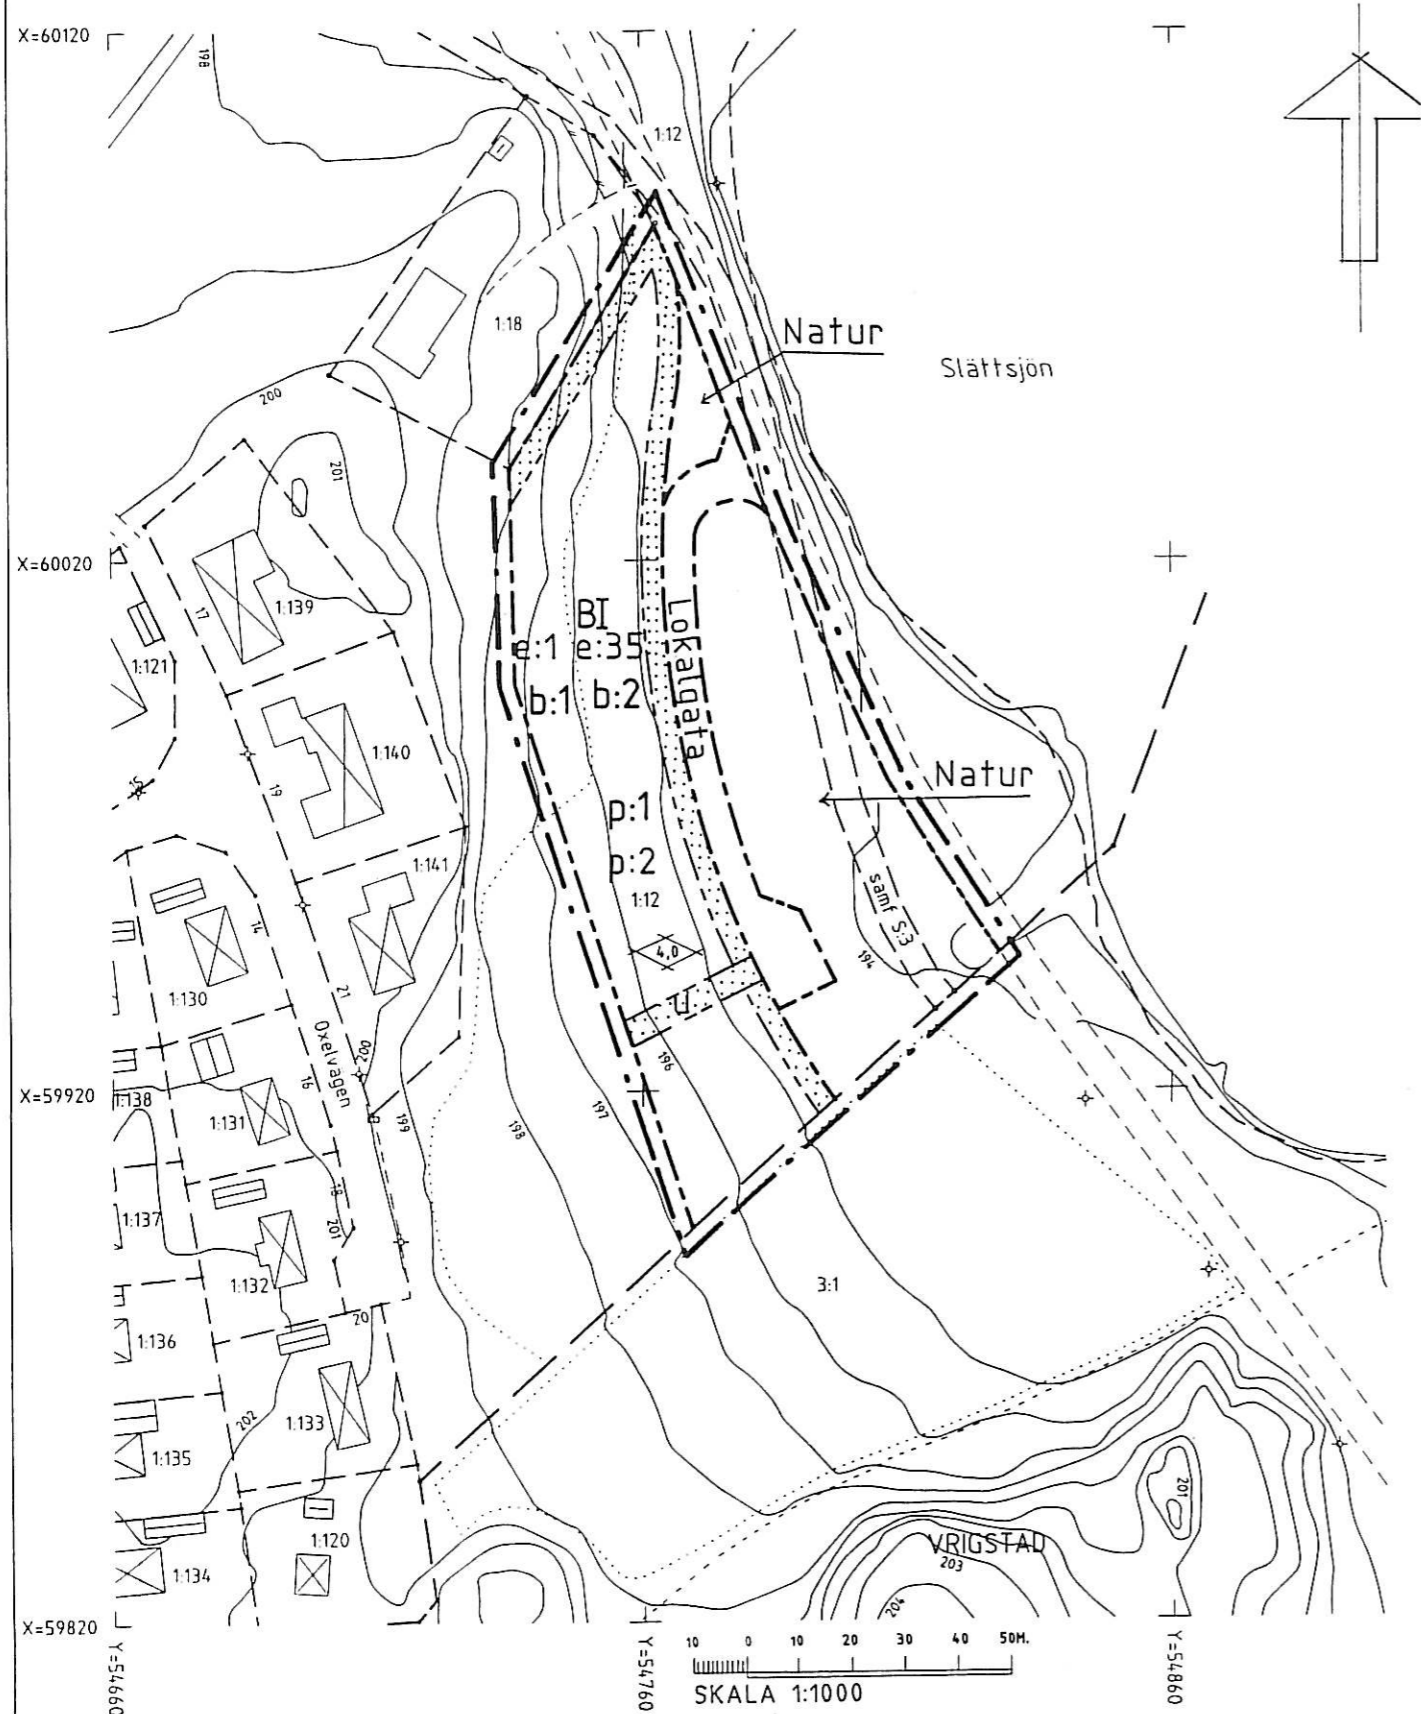 X=60120
198
1:12
Natur
Slättsjön
1:18
200
201
X=60020
17
1:139
1:121
BI
e:1 e:35
b:1 b:2
Lokalgata
1:140
19
15
Natur
p:1
p:2
1:141
1:12
samf S:3
14
4,0
194
1:130
21
u
Oxelvägen
200
196
16
X=59920
1:138
1:131
199
198
197
18
1:137
201
1:132
3:1
20
1:136
202
1:133
1:135
201
1:120
VRIGSTAD
203
1:134
204
X=59820
Y=54660
Y=54760
Y=54860
10 0 10 20 30 40 50M.
SKALA 1:1000